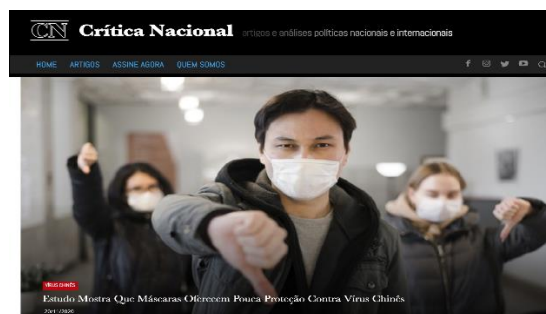 CN Crítica Nacional artigos e análises políticas nacionais e internacionais
HOME ARTIGOS ASSINE AGORA QUEM SOMOS
VÍRUS CHINÊS
Estudo Mostra Que Máscaras Oferecem Pouca Proteção Contra Vírus Chinês